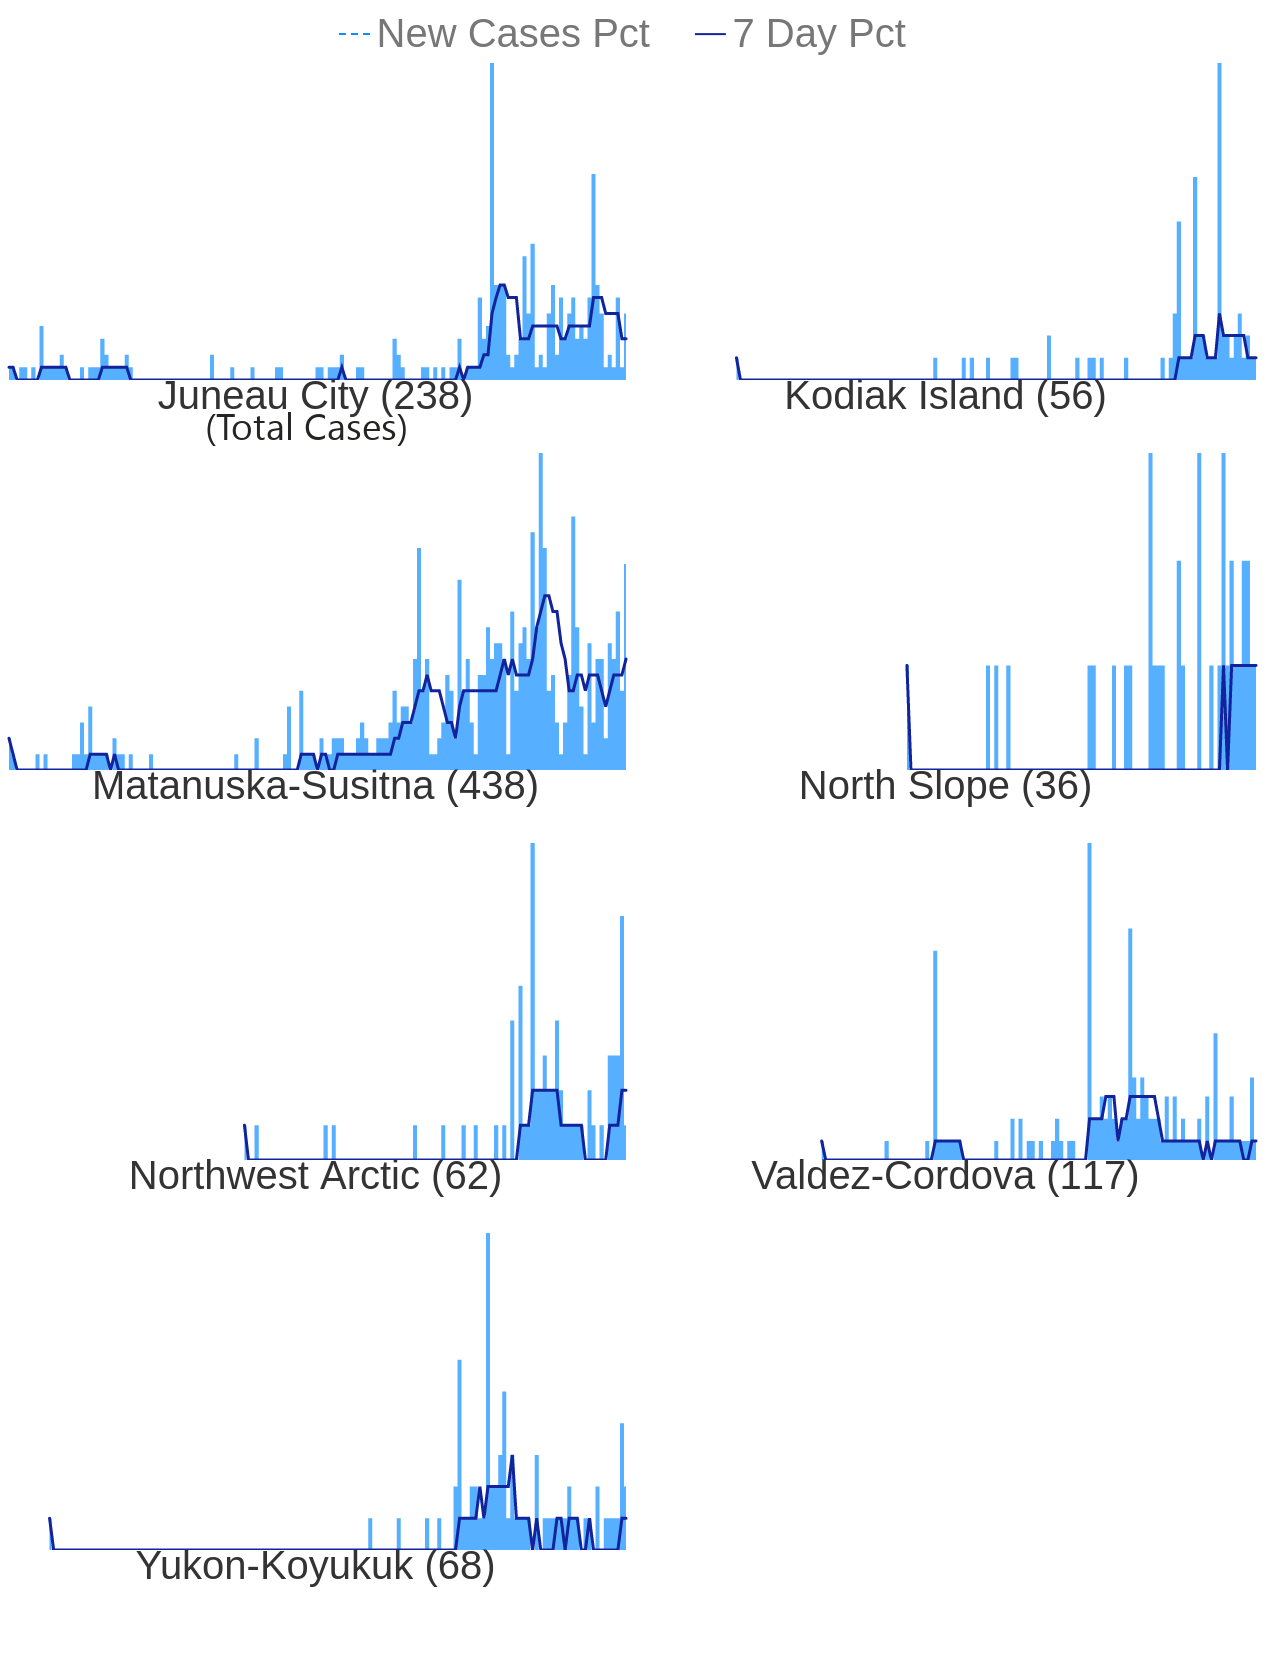 New Cases Pct 7 Day Pct
Juneau City (238)
(Total Cases)
Kodiak Island (56)
Matanuska-Susitna (438)
North Slope (36)
Northwest Arctic (62)
Valdez-Cordova (117)
Yukon-Koyukuk (68)